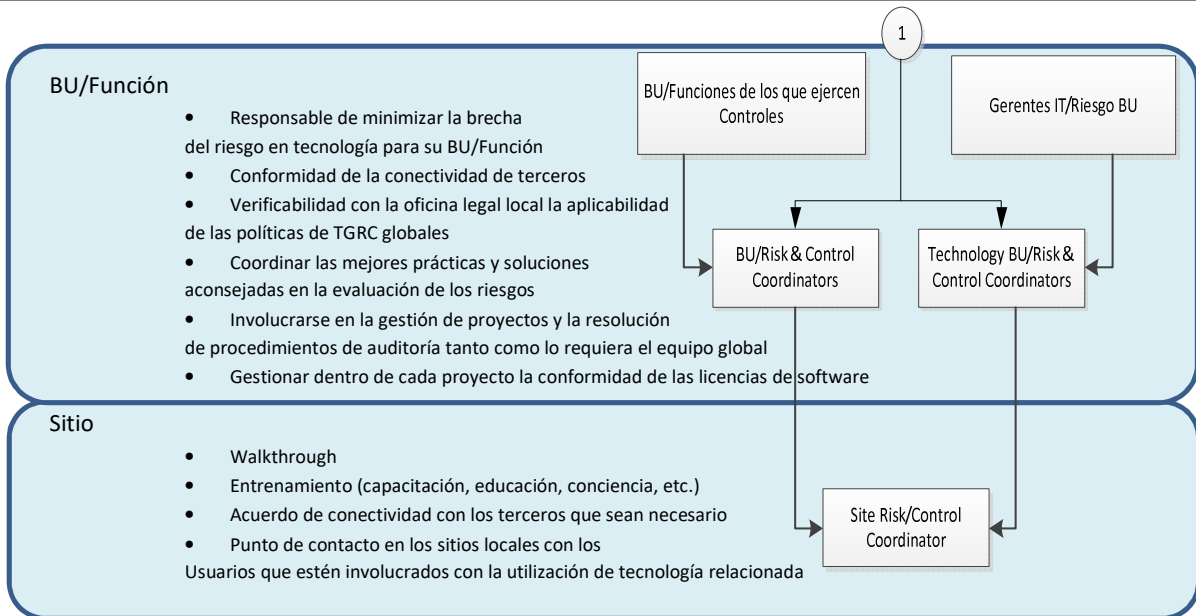 1
BU/Función
• Responsable de minimizar la brecha
del riesgo en tecnología para su BU/Función
• Conformidad de la conectividad de terceros
• Verificabilidad con la oficina legal local la aplicabilidad
de las políticas de TGRC globales
• Coordinar las mejores prácticas y soluciones
aconsejadas en la evaluación de los riesgos
• Involucrarse en la gestión de proyectos y la resolución
de procedimientos de auditoría tanto como lo requiera el equipo global
• Gestionar dentro de cada proyecto la conformidad de las licencias de software
BU/Funciones de los que ejercen
Controles
Gerentes IT/Riesgo BU
BU/Risk & Control
Coordinators
Technology BU/Risk &
Control Coordinators
Sitio
• Walkthrough
• Entrenamiento (capacitación, educación, conciencia, etc.)
• Acuerdo de conectividad con los terceros que sean necesario
• Punto de contacto en los sitios locales con los
Usuarios que estén involucrados con la utilización de tecnología relacionada
Site Risk/Control
Coordinator